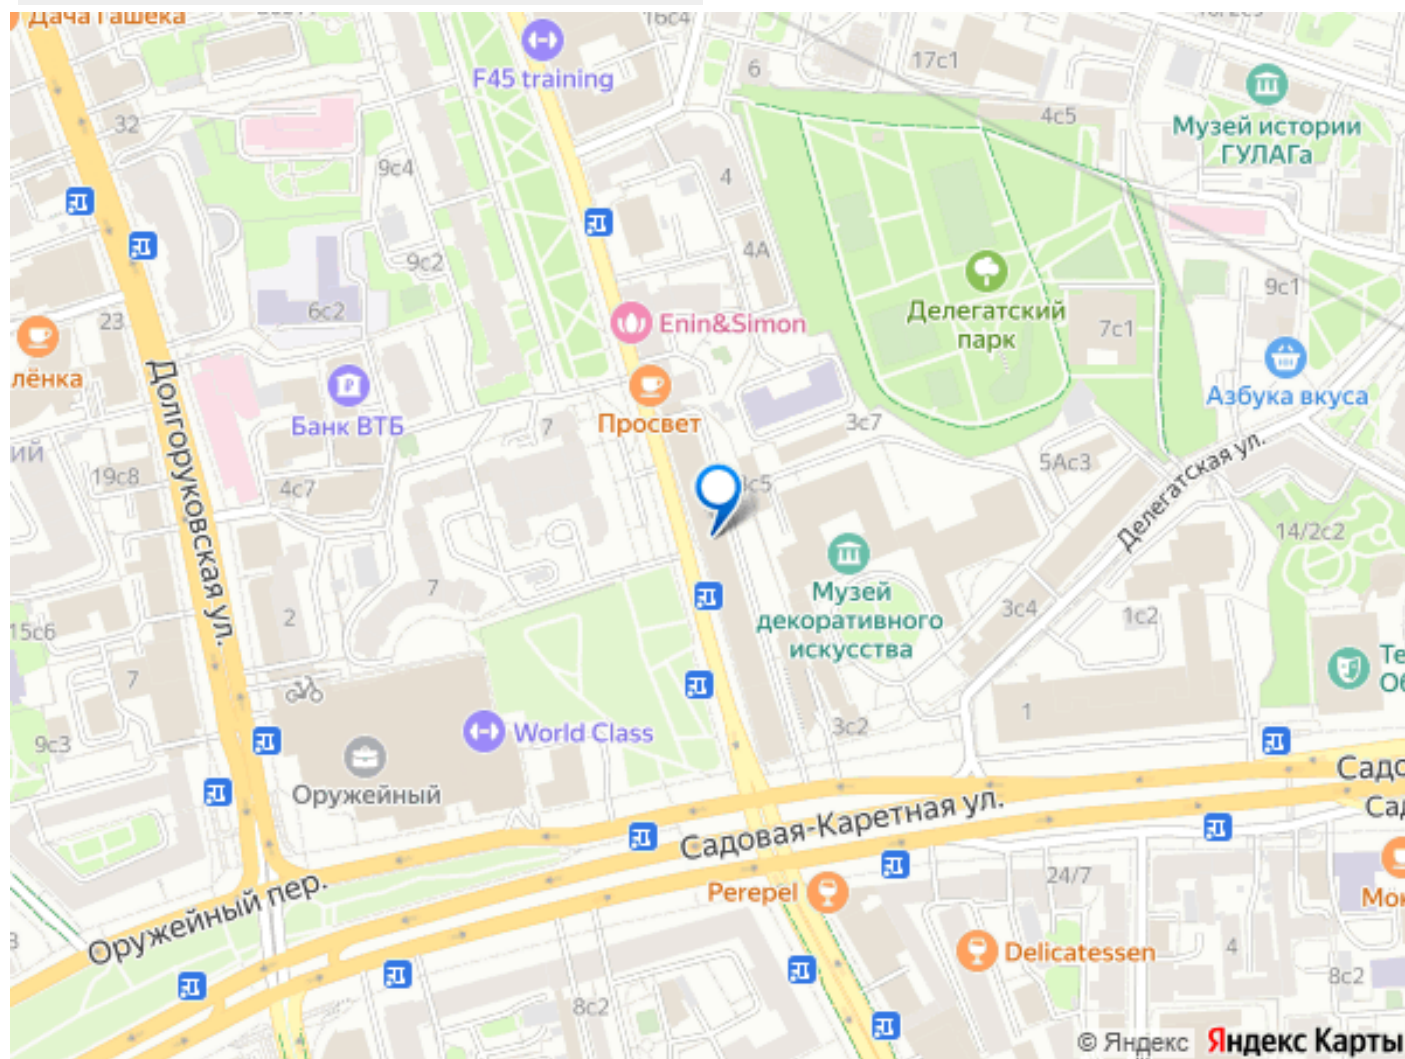 Дача Гашека
16с4
F45 training
6
17с1
4с5
Музей истории
ГУЛАГа
32
9с4
4
4А
9с2
6с2
23
Enin&Simon
Делегатский
парк
7с1
9с1
лёнка
Банк ВТБ
Просвет
7
3с7
Азбука вкуса
ий
19с8
4с7
5Ас3
Делегатская ул.
Долгоруковская ул.
14/2с2
Музей
декоративного
искусства
7
2
3с4
1с2
15с6
7
1
3с2
9с3
World Class
Оружейный
Садовая-Каретная ул.
Оружейный пер.
Perepel
24/7
Delicatessen
4
8с2
8с2
© Яндекс Яндекс Карты